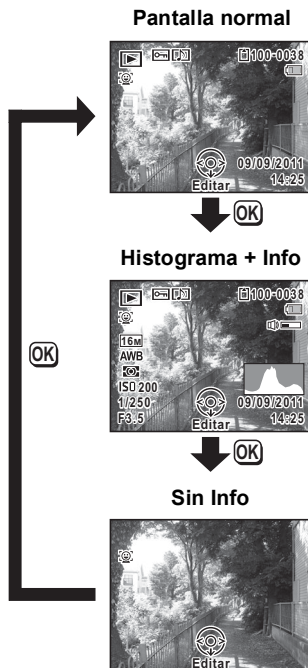 Pantalla normal
100-0038
09/09/2011
14:25
Editar
OK
Histograma + Info
100-0038
16M
AWB
ISO 200
1/250
F3.5
09/09/2011
14:25
Editar
OK
OK
Sin Info
Editar